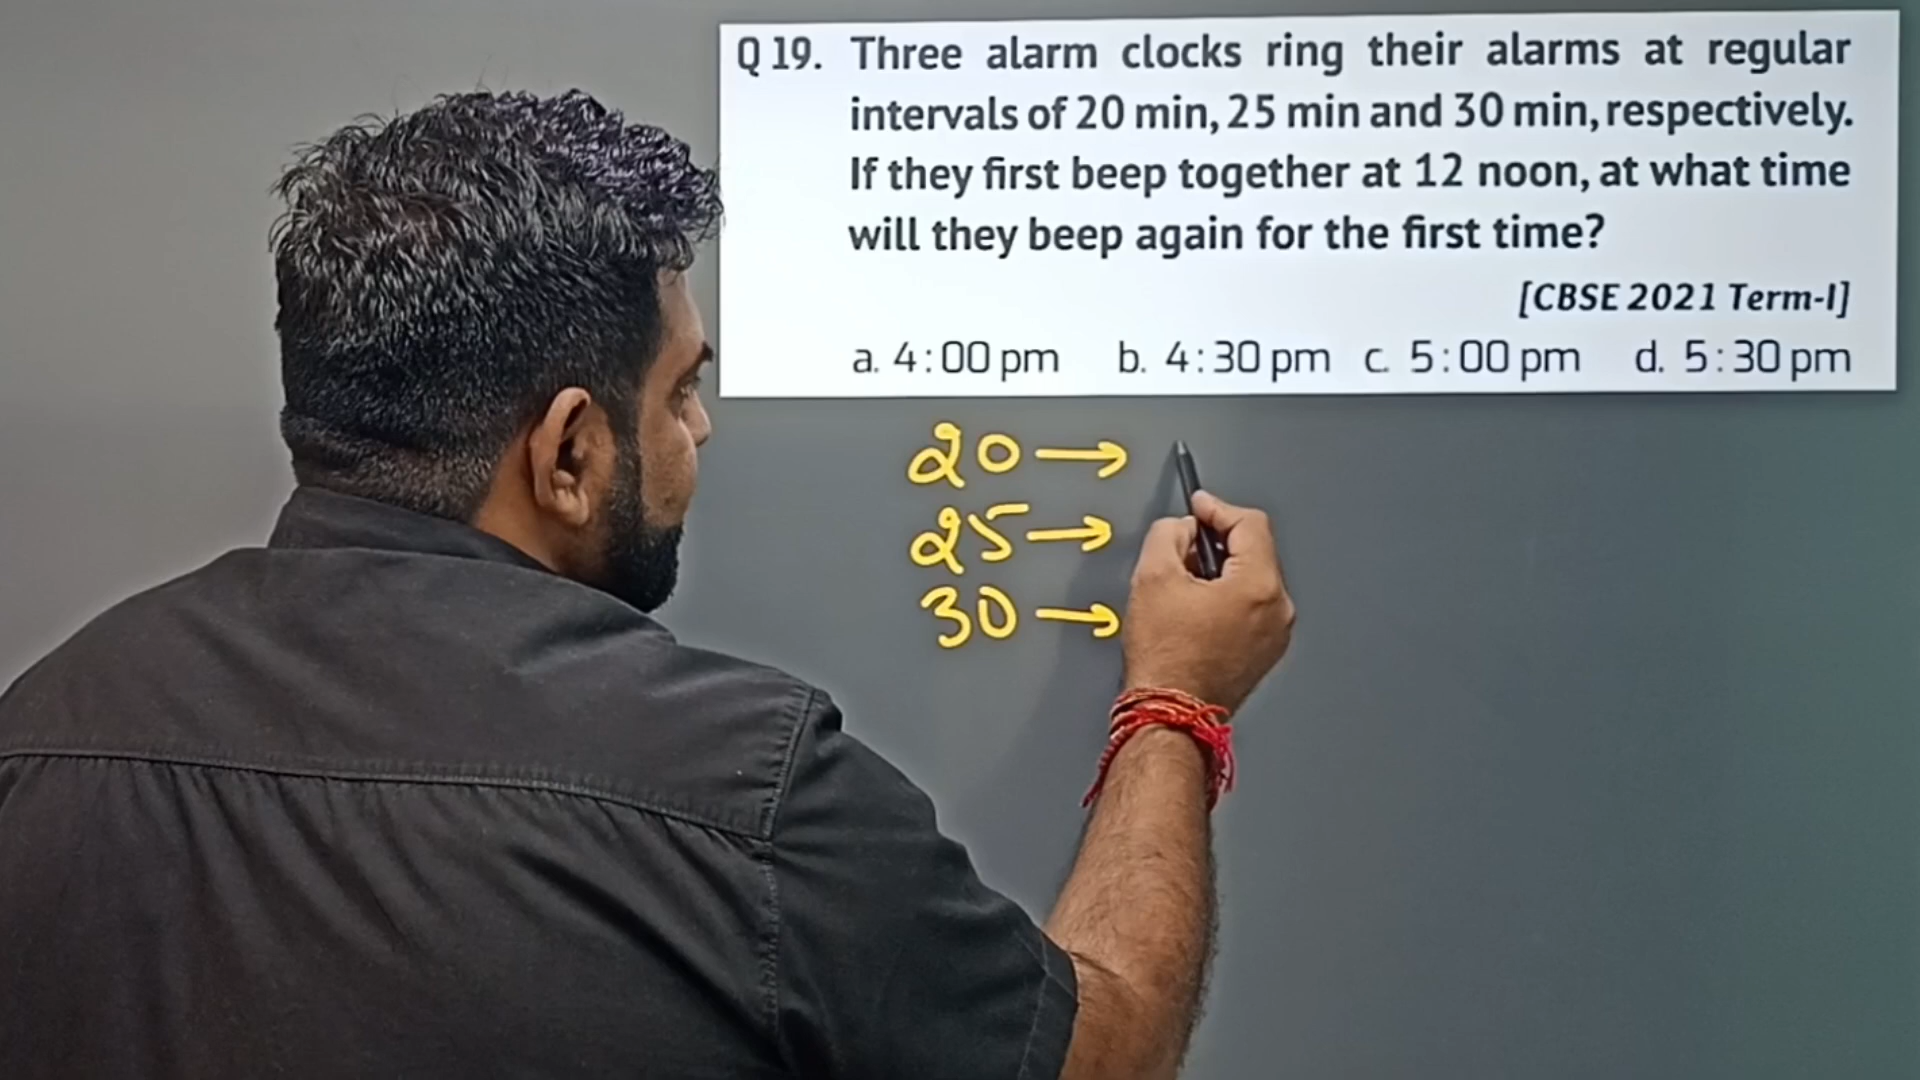 Q 19. Three alarm clocks ring their alarms at regular
intervals of 20 min, 25 min and 30 min, respectively.
If they first beep together at 12 noon, at what time
will they beep again for the first time?
[CBSE 2021 Term-I]
a. 4:00 pm b. 4:30 pm c. 5:00 pm d. 5:30 pm
20 →
25 →
30 →